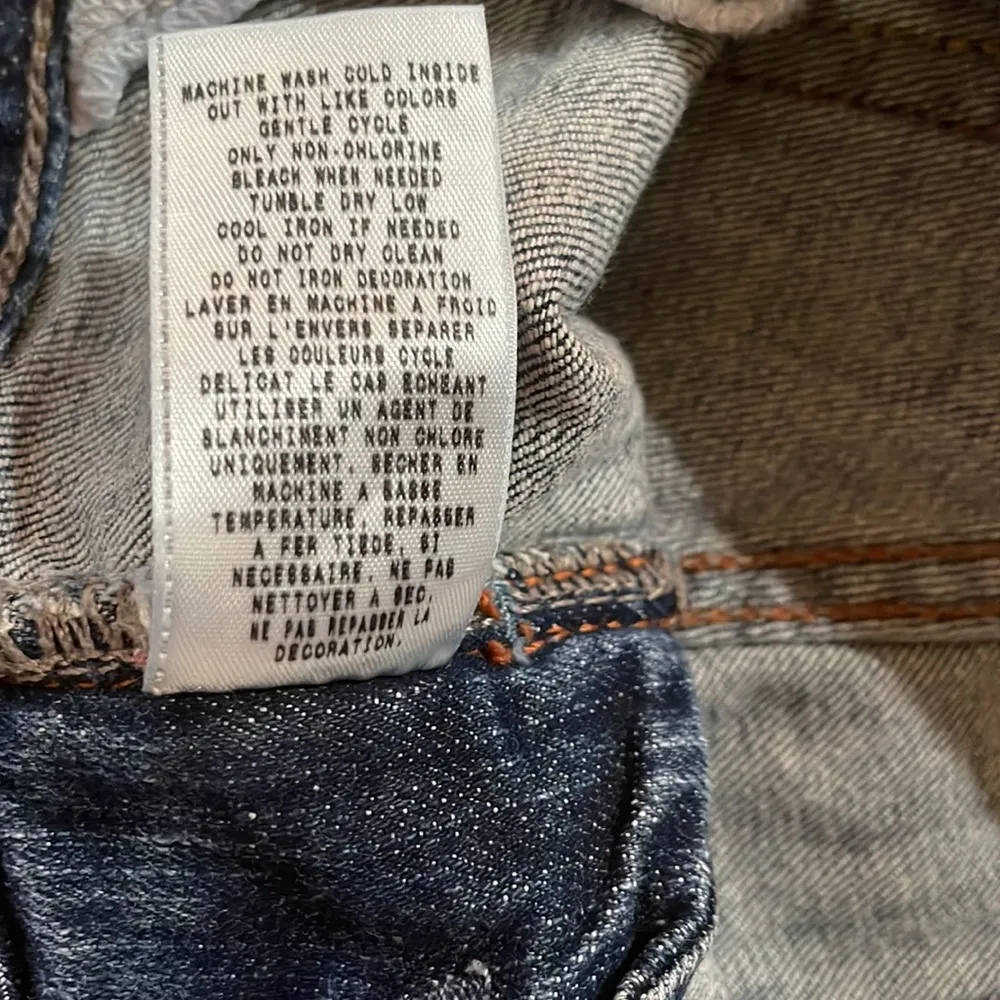 MACHINE WASH COLD INSIDE
OUT WITH LIKE COLORS
GENTLE CYCLE
ONLY NON-CHLORINE
BLEACH WHEN NEEDED
TUMBLE DRY LOW
COOL IRON IF NEEDED
DO NOT DRY CLEAN
DO NOT IRON DECORATION
LAVER EN MACHINE A FROID
SUR L'ENVERS SEPARER
LES COULEURS CYCLE
DELICAT LE CAS ECHEANT
UTILISER UN AGENT DE
BLANCHIMENT NON CHLORE
UNIQUEMENT. SECHER EN
MACHINE A BASSE
TEMPERATURE. REPASSER
A FER TIEDE, SI
NECESSAIRE. NE PAS
NETTOYER A SEC.
NE PAS REPASSER LA
DECORATION.